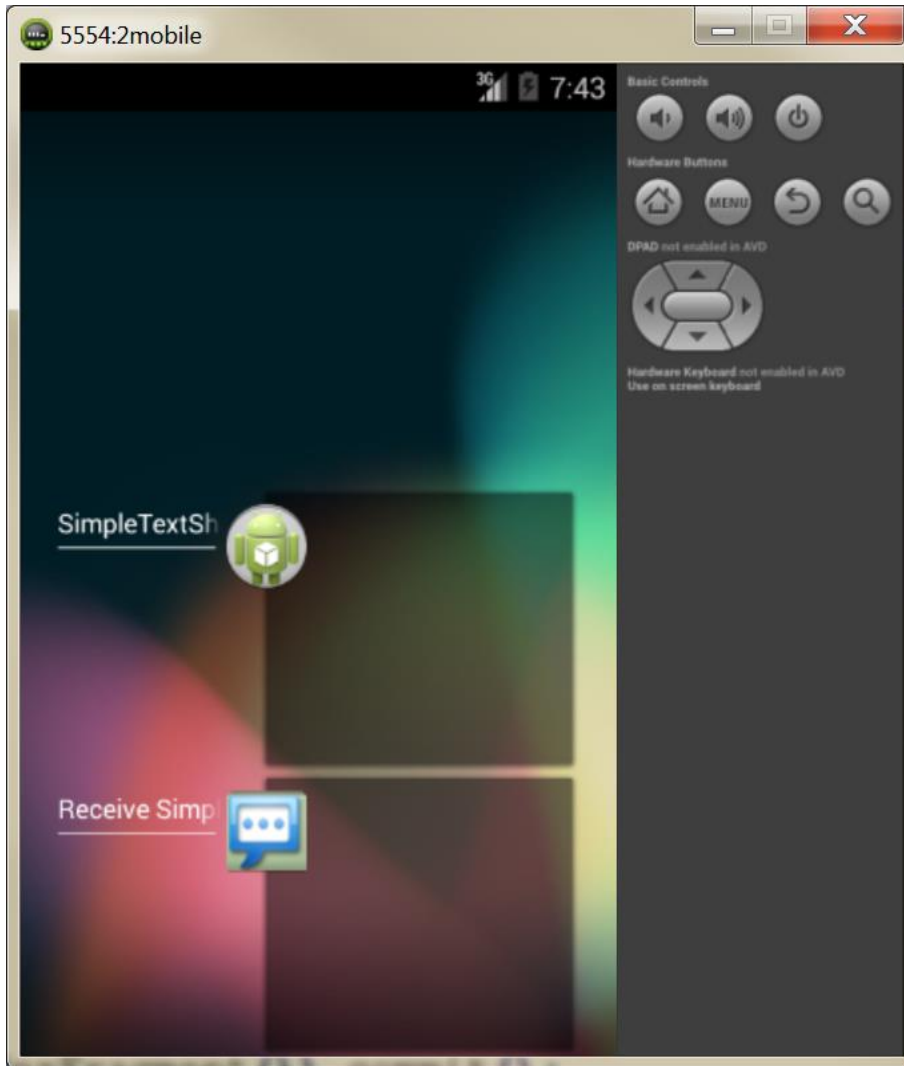 5554:2mobile
3G 7:43
SimpleTextSh
Receive Simp
Basic Controls
Hardware Buttons
MENU
DPAD not enabled in AVD
Hardware Keyboard not enabled in AVD
Use on screen keyboard